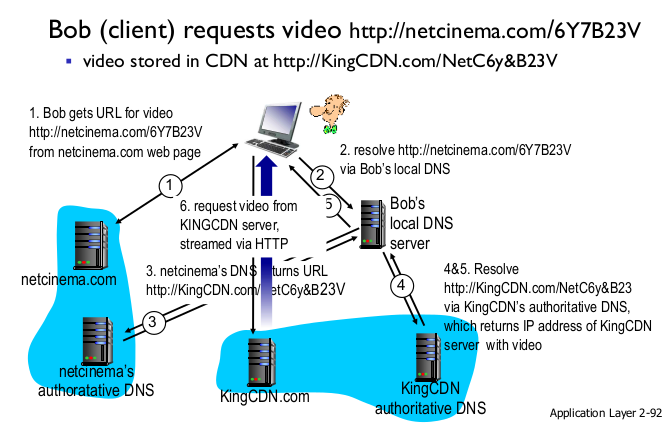 Bob (client) requests video http://netcinema.com/6Y7B23V
▪ video stored in CDN at http://KingCDN.com/NetC6y&B23V
1. Bob gets URL for video
http://netcinema.com/6Y7B23V
from netcinema.com web page
1
2. resolve http://netcinema.com/6Y7B23V
via Bob's local DNS
2
5
6. request video from
KINGCDN server,
streamed via HTTP
Bob's
local DNS
server
netcinema.com
3. netcinema's DNS returns URL
http://KingCDN.com/NetC6y&B23V
3
4&5. Resolve
http://KingCDN.com/NetC6y&B23
via KingCDN's authoritative DNS,
which returns IP address of KingCDN
server with video
4
netcinema's
authoratative DNS
KingCDN.com
KingCDN
authoritative DNS
Application Layer 2-92